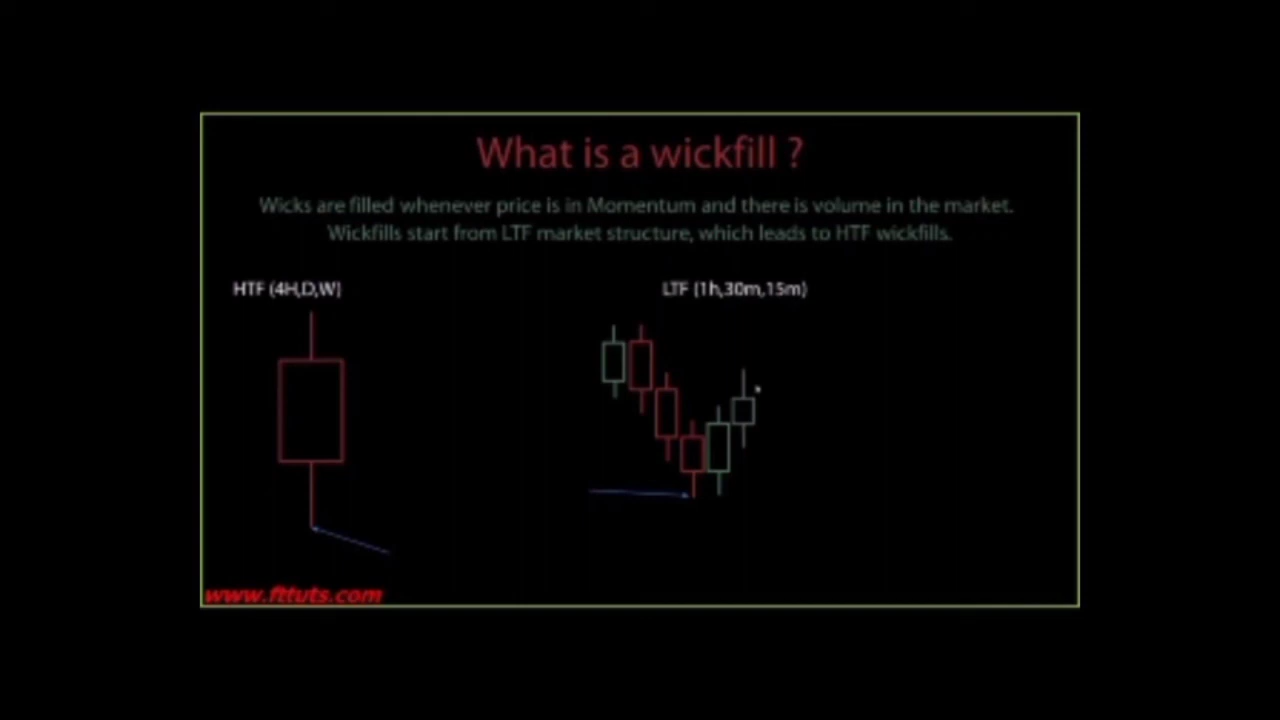 What is a wickfill ?
Wicks are filled whenever price is in Momentum and there is volume in the market.
Wickfills start from LTF market structure, which leads to HTF wickfills.
HTF (4H,D,W)
LTF (1h,30m,15m)
www.fttuts.com